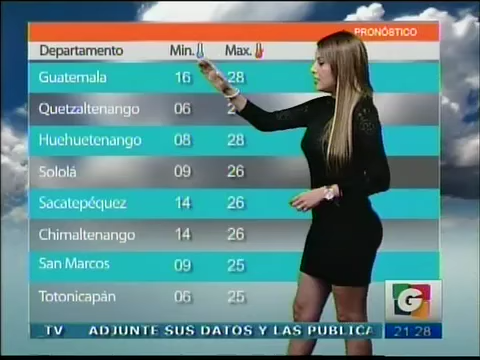 PRONÓSTICO
Departamento Min. Max.
Guatemala 16 28
Quetzaltenango 06
Huehuetenango 08 28
Sololá 09 26
Sacatepéquez 14 26
Chimaltenango 14 26
San Marcos 09 25
Totonicapán 06 25
G
_TV ADJUNTE SUS DATOS Y LAS PUBLICA
21:28